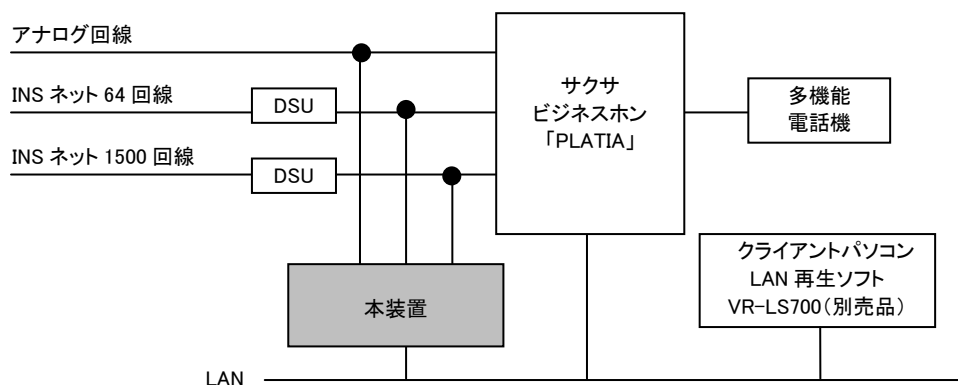 アナログ回線
INS ネット 64 回線
DSU
INS ネット 1500 回線
DSU
サクサ
ビジネスホン
「PLATIA」
多機能
電話機
クライアントパソコン
LAN 再生ソフト
VR-LS700(別売品)
本装置
LAN